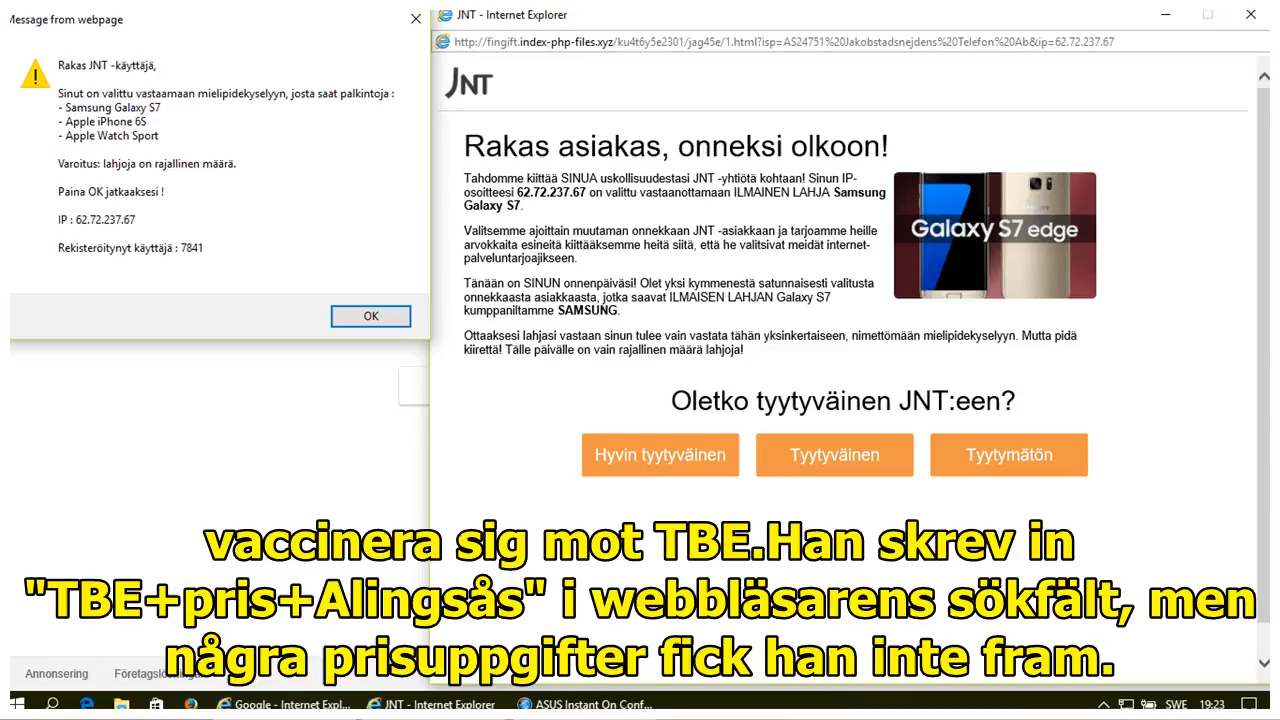 Message from webpage
Rakas JNT -käyttäjä,
Sinut on valittu vastaamaan mielipidekyselyyn, josta saat palkintoja :
- Samsung Galaxy S7
- Apple iPhone 6S
- Apple Watch Sport
Varoitus: lahjoja on rajallinen määrä.
Paina OK jatkaaksesi !
IP : 62.72.237.67
Rekisteröitynyt käyttäjä : 7841
OK
JNT - Internet Explorer
http://fingift.index-php-files.xyz/ku4t6y5e2301/jag45e/1.html?isp=AS24751%20Jakobstadsnejdens%20Telefon%20Ab&ip=62.72.237.67
JNT
Rakas asiakas, onneksi olkoon!
Tahdomme kiittää SINUA uskollisuudestasi JNT -yhtiötä kohtaan! Sinun IP-
osoitteesi 62.72.237.67 on valittu vastaanottamaan ILMAINEN LAHJA Samsung
Galaxy S7.
Valitsemme ajoittain muutaman onnekkaan JNT -asiakkaan ja tarjoamme heille
arvokkaita esineitä kiittääksemme heitä siitä, että he valitsivat meidät internet-
palveluntarjoajikseen.
Tänään on SINUN onnenpäiväsi! Olet yksi kymmenestä satunnaisesti valitusta
onnekkaasta asiakkaasta, jotka saavat ILMAISEN LAHJAN Galaxy S7
kumppaniltamme SAMSUNG.
Galaxy S7 edge
Ottaaksesi lahjasi vastaan sinun tulee vain vastata tähän yksinkertaiseen, nimettömään mielipidekyselyyn. Mutta pidä
kiirettä! Tälle päivälle on vain rajallinen määrä lahjoja!
Oletko tyytyväinen JNT:een?
Hyvin tyytyväinen
Tyytyväinen
Tyytymätön
vaccinera sig mot TBE.Han skrev in
"TBE+pris+Alingsås" i webbläsarens sökfält, men
några prisuppgifter fick han inte fram.
Annonsering
Google - Internet Expl...
JNT - Internet Explorer
ASUS Instant On Conf...
SWE
19:23